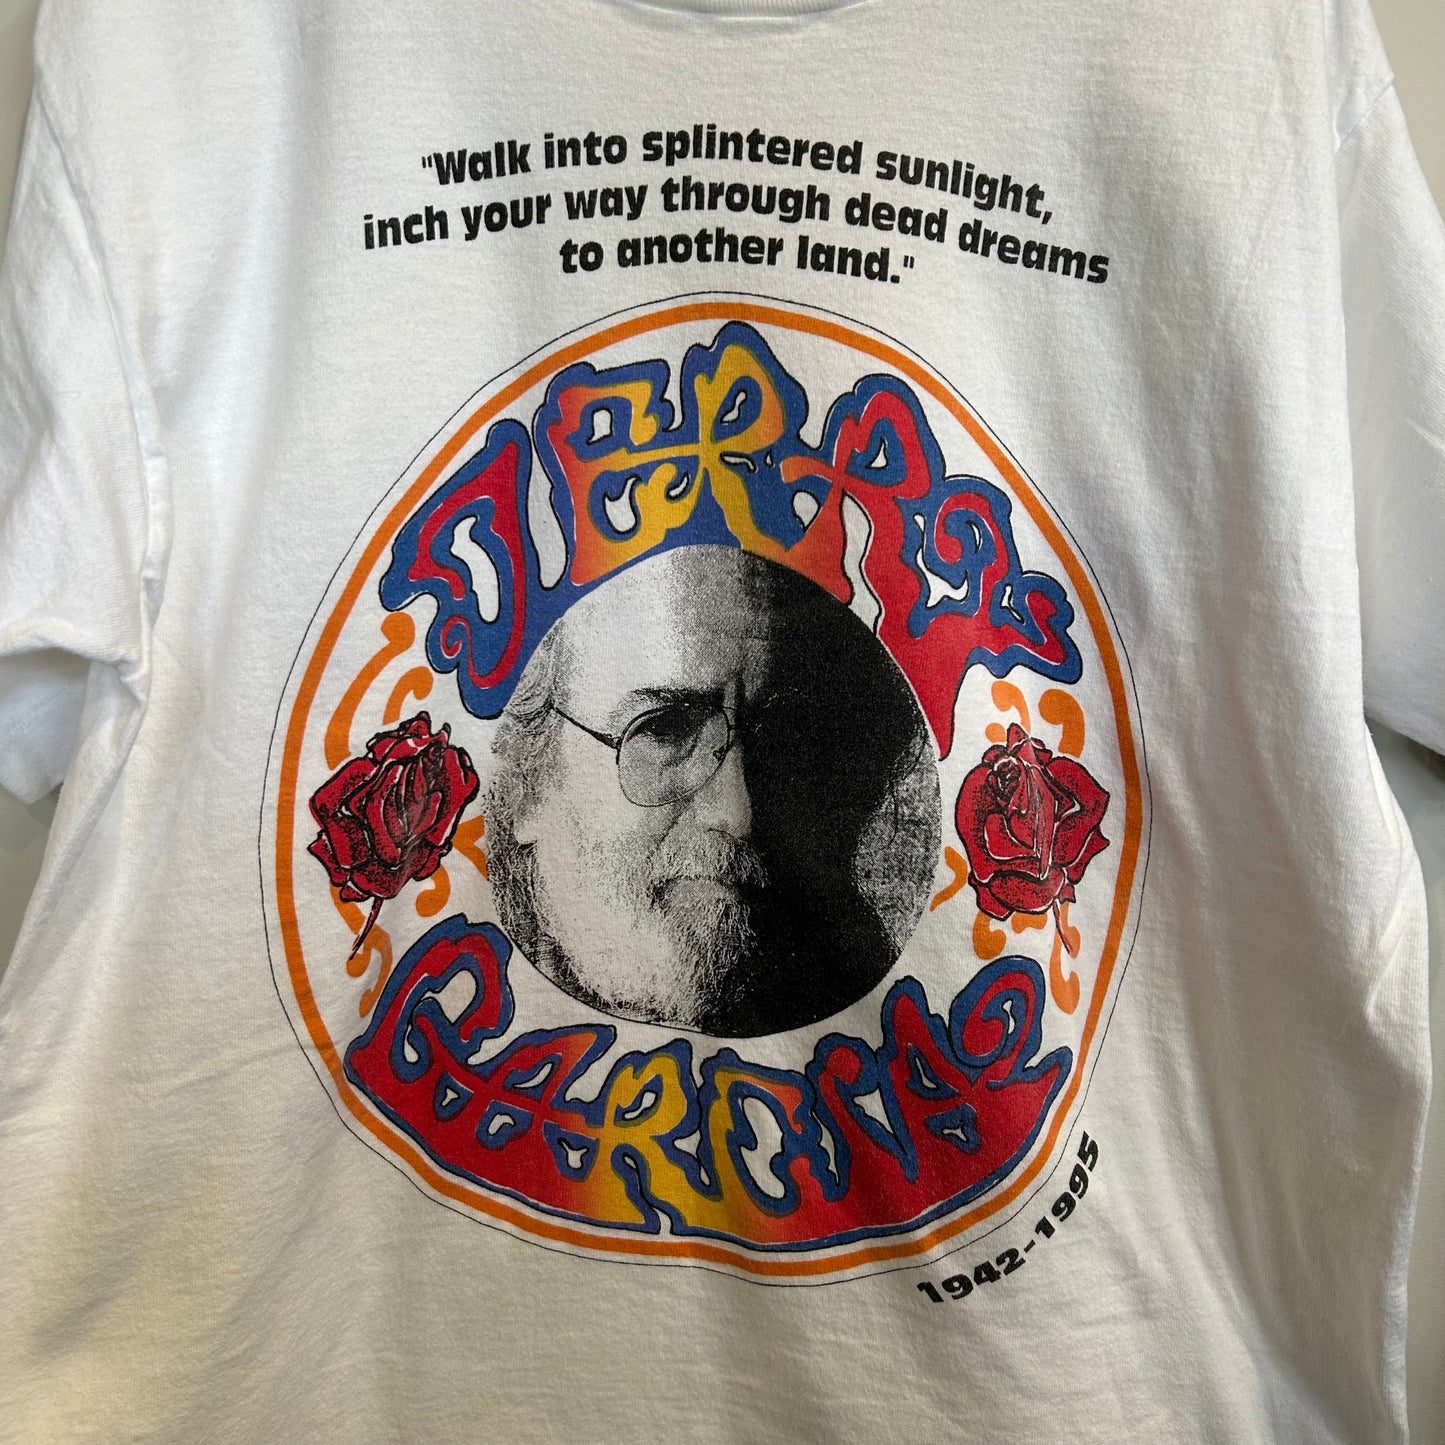 "Walk into splintered sunlight,
inch your way through dead dreams
to another land."
JERRY
GARCIA
1942-1995